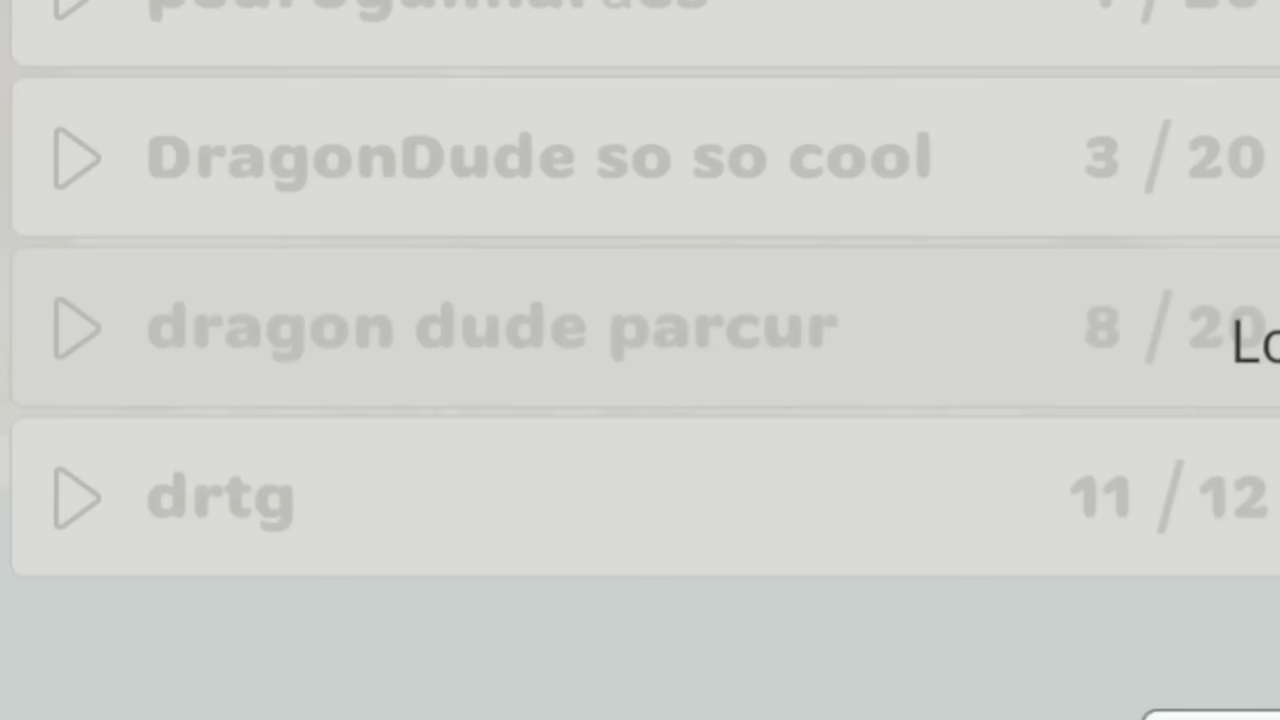 DragonDude so so cool 3 / 20
dragon dude parcur 8 / 20
drtg 11 / 12